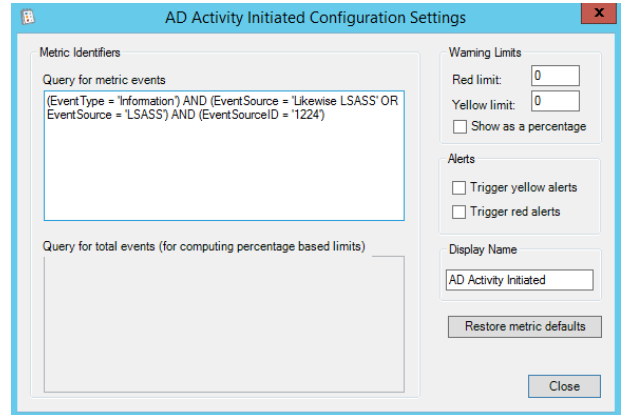 AD Activity Initiated Configuration Settings
x
Metric Identifiers
Query for metric events
(EventType = 'Information') AND (EventSource = 'Likewise LSASS' OR
EventSource = 'LSASS') AND (EventSourceID = '1224')
Query for total events (for computing percentage based limits)
Warning Limits
Red limit: 0
Yellow limit: 0
Show as a percentage
Alerts
Trigger yellow alerts
Trigger red alerts
Display Name
AD Activity Initiated
Restore metric defaults
Close